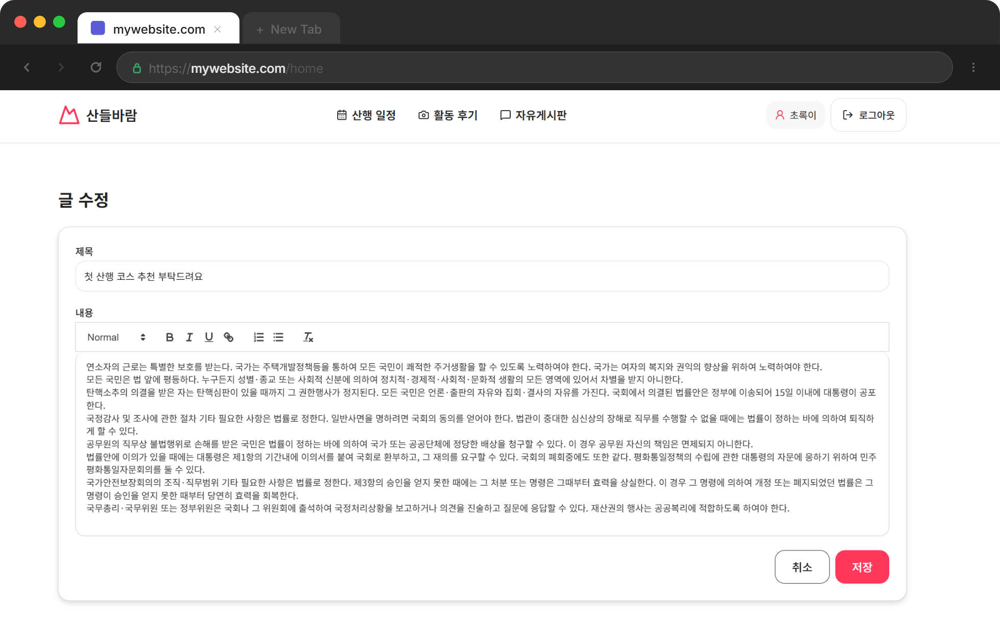 mywebsite.com
+ New Tab
https://mywebsite.com/home
산들바람
산행 일정
활동 후기
자유게시판
초록이
로그아웃
글 수정
제목
첫 산행 코스 추천 부탁드려요
내용
Normal
연소자의 근로는 특별한 보호를 받는다. 국가는 주택개발정책등을 통하여 모든 국민이 쾌적한 주거생활을 할 수 있도록 노력하여야 한다. 국가는 여자의 복지와 권익의 향상을 위하여 노력하여야 한다.
모든 국민은 법 앞에 평등하다. 누구든지 성별·종교 또는 사회적 신분에 의하여 정치적·경제적·사회적·문화적 생활의 모든 영역에 있어서 차별을 받지 아니한다.
탄핵소추의 의결을 받은 자는 탄핵심판이 있을 때까지 그 권한행사가 정지된다. 모든 국민은 언론·출판의 자유와 집회·결사의 자유를 가진다. 국회에서 의결된 법률안은 정부에 이송되어 15일 이내에 대통령이 공포
한다.
국정감사 및 조사에 관한 절차 기타 필요한 사항은 법률로 정한다. 일반사면을 명하려면 국회의 동의를 얻어야 한다. 법관이 중대한 심신상의 장해로 직무를 수행할 수 없을 때에는 법률이 정하는 바에 의하여 퇴직하
게 할 수 있다.
공무원의 직무상 불법행위로 손해를 받은 국민은 법률이 정하는 바에 의하여 국가 또는 공공단체에 정당한 배상을 청구할 수 있다. 이 경우 공무원 자신의 책임은 면제되지 아니한다.
법률안에 이의가 있을 때에는 대통령은 제1항의 기간내에 이의서를 붙여 국회로 환부하고, 그 재의를 요구할 수 있다. 국회의 폐회중에도 또한 같다. 평화통일정책의 수립에 관한 대통령의 자문에 응하기 위하여 민주
평화통일자문회의를 둘 수 있다.
국가안전보장회의의 조직·직무범위 기타 필요한 사항은 법률로 정한다. 제3항의 승인을 얻지 못한 때에는 그 처분 또는 명령은 그때부터 효력을 상실한다. 이 경우 그 명령에 의하여 개정 또는 폐지되었던 법률은 그
명령이 승인을 얻지 못한 때부터 당연히 효력을 회복한다.
국무총리·국무위원 또는 정부위원은 국회나 그 위원회에 출석하여 국정처리상황을 보고하거나 의견을 진술하고 질문에 응답할 수 있다. 재산권의 행사는 공공복리에 적합하도록 하여야 한다.
취소
저장